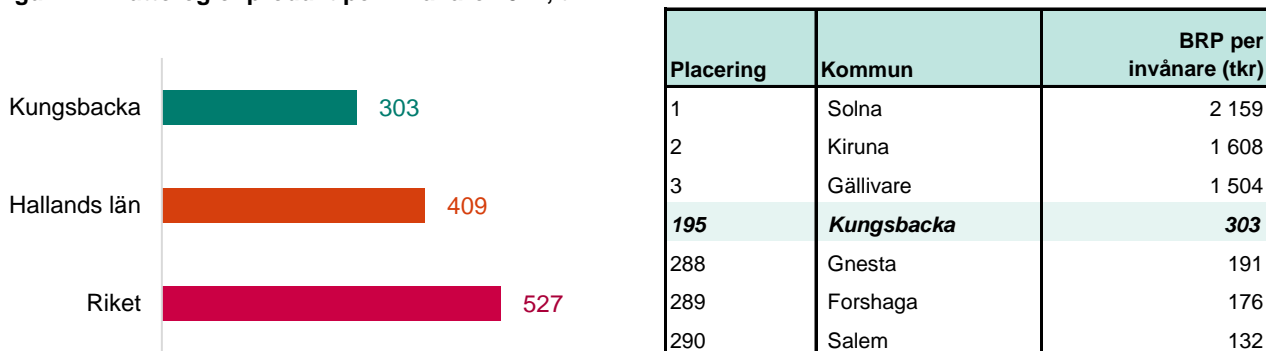 Kungsbacka 303
Hallands län 409
Riket 527
Placering Kommun BRP per invånare (tkr)
1 Solna 2 159
2 Kiruna 1 608
3 Gällivare 1 504
195 Kungsbacka 303
288 Gnesta 191
289 Forshaga 176
290 Salem 132